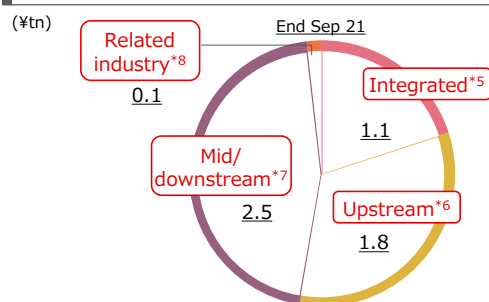 (¥tn)
End Sep 21
Related
industry*8
0.1
Integrated*5
1.1
Mid/
downstream*7
2.5
Upstream*6
1.8